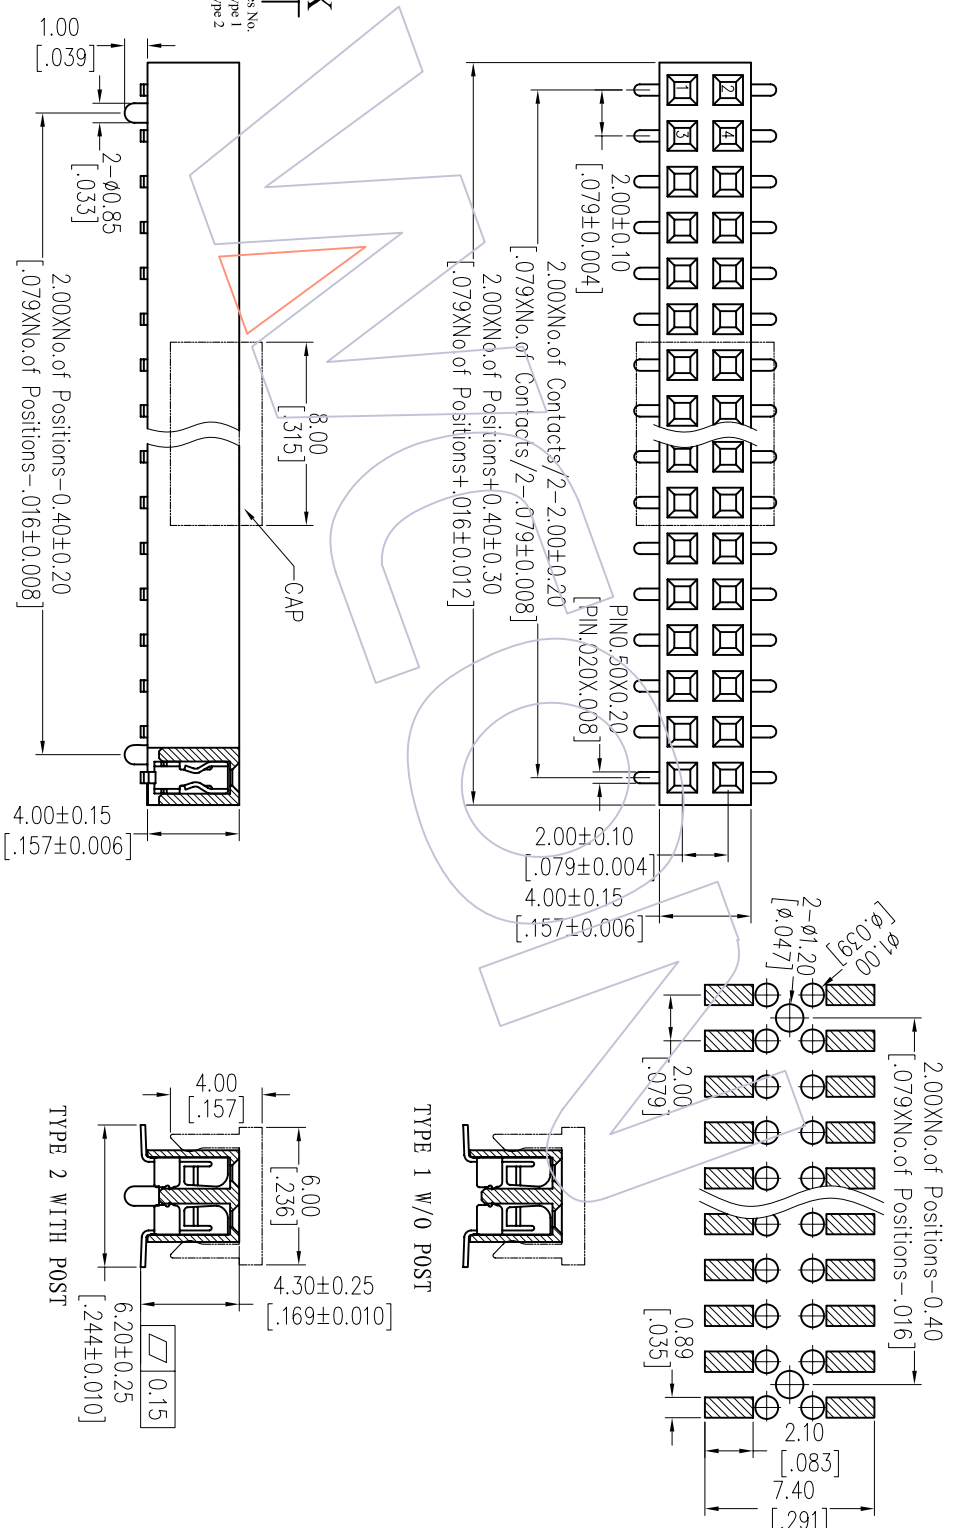 1.00
[.039]
2-ø0.85
[.033]
2.00XNo.of Positions-0.40±0.20
[.079XNo.of Positions-.016±0.008]
8.00
[.315]
CAP
4.00±0.15
[.157±0.006]
1
2
3
4
2.00±0.10
[.079±0.004]
2.00XNo.of Contacts/2-2.00±0.20
[.079XNo.of Contacts/2-.079±0.008]
2.00XNo.of Positions+0.40±0.30
[.079XNo.of Positions+.016±0.012]
PIN0.50X0.20
[PIN.020X.008]
2.00±0.10
[.079±0.004]
4.00±0.15
[.157±0.006]
WCON
ø1.00
[ø.039]
2-ø1.20
[ø.047]
2.00XNo.of Positions-0.40
[.079XNo.of Positions-.016]
2.00
[.079]
0.89
[.035]
2.10
[.083]
7.40
[.291]
TYPE 1 W/O POST
4.00
[.157]
6.00
[.236]
4.30±0.25
[.169±0.010]
0.15
6.20±0.25
[.244±0.010]
TYPE 2 WITH POST